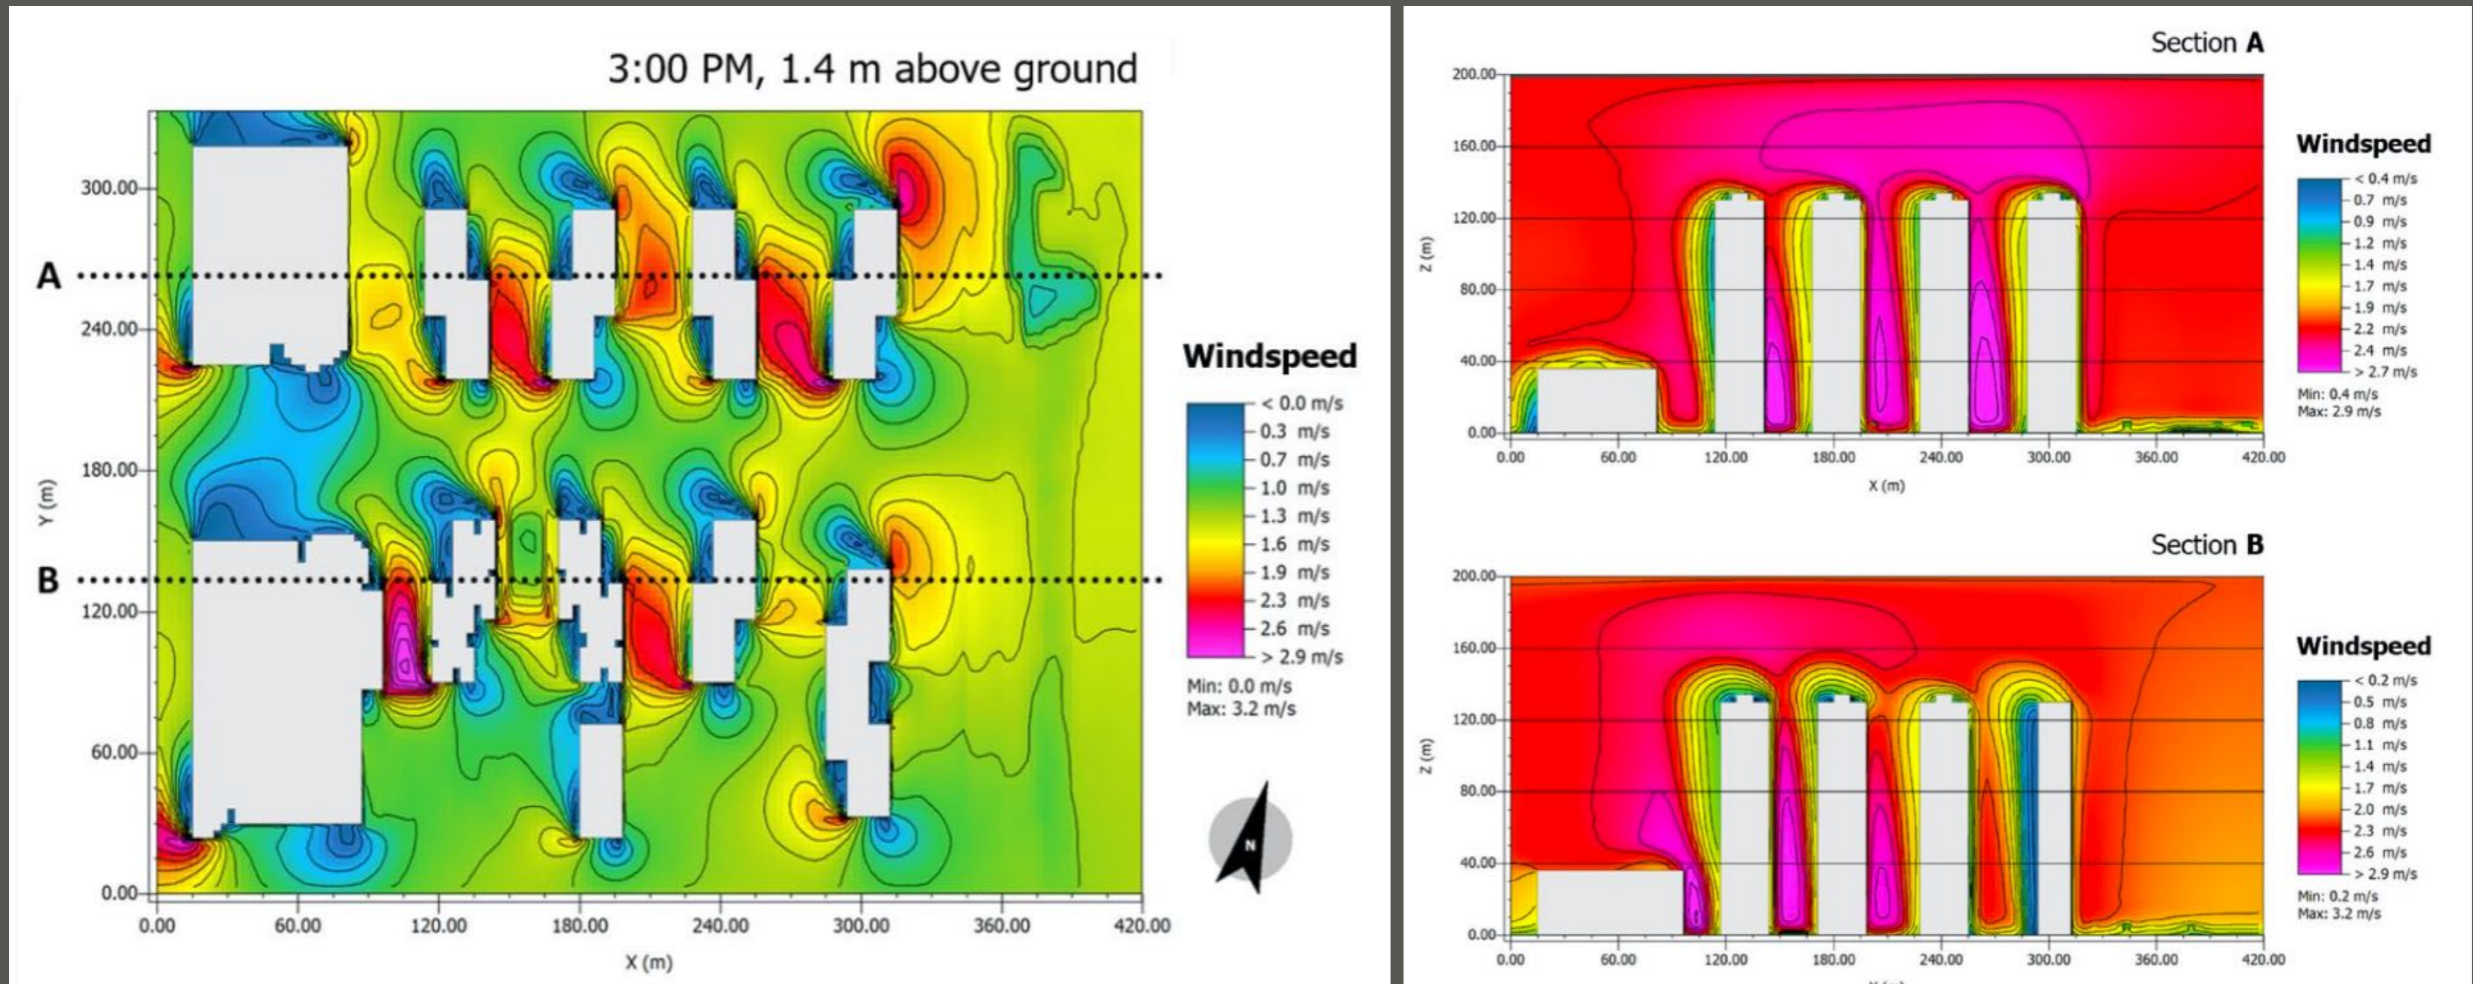 3:00 PM, 1.4 m above ground
300.00
A
240.00
180.00
Y (m)
B
120.00
60.00
0.00
0.00 60.00 120.00 180.00 240.00 300.00 360.00 420.00
X (m)
Windspeed
< 0.0 m/s
0.3 m/s
0.7 m/s
1.0 m/s
1.3 m/s
1.6 m/s
1.9 m/s
2.3 m/s
2.6 m/s
> 2.9 m/s
Min: 0.0 m/s
Max: 3.2 m/s
N
Section A
200.00
160.00
120.00
Z (m)
80.00
40.00
0.00
0.00 60.00 120.00 180.00 240.00 300.00 360.00 420.00
X (m)
Windspeed
< 0.4 m/s
0.7 m/s
0.9 m/s
1.2 m/s
1.4 m/s
1.7 m/s
1.9 m/s
2.2 m/s
2.4 m/s
> 2.7 m/s
Min: 0.4 m/s
Max: 2.9 m/s
Section B
200.00
160.00
120.00
Z (m)
80.00
40.00
0.00
0.00 60.00 120.00 180.00 240.00 300.00 360.00 420.00
Windspeed
< 0.2 m/s
0.5 m/s
0.8 m/s
1.1 m/s
1.4 m/s
1.7 m/s
2.0 m/s
2.3 m/s
2.6 m/s
> 2.9 m/s
Min: 0.2 m/s
Max: 3.2 m/s